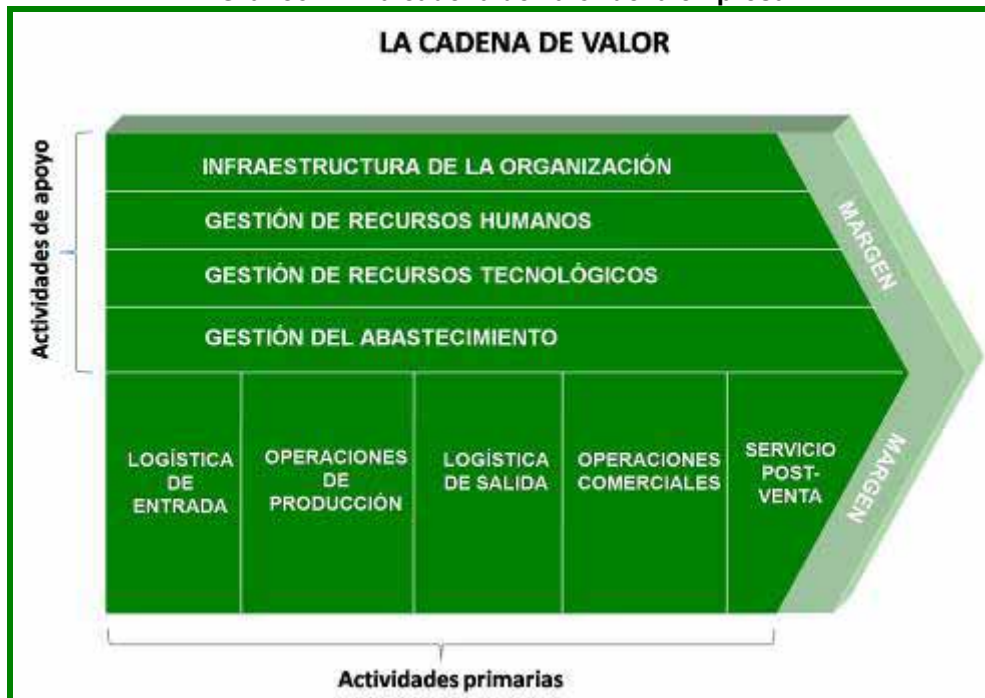 LA CADENA DE VALOR
Actividades de apoyo
INFRAESTRUCTURA DE LA ORGANIZACIÓN
GESTIÓN DE RECURSOS HUMANOS
GESTIÓN DE RECURSOS TECNOLÓGICOS
GESTIÓN DEL ABASTECIMIENTO
MARGEN
LOGÍSTICA
DE
ENTRADA
OPERACIONES
DE
PRODUCCIÓN
LOGÍSTICA
DE SALIDA
OPERACIONES
COMERCIALES
SERVICIO
POST-
VENTA
MARGEN
Actividades primarias